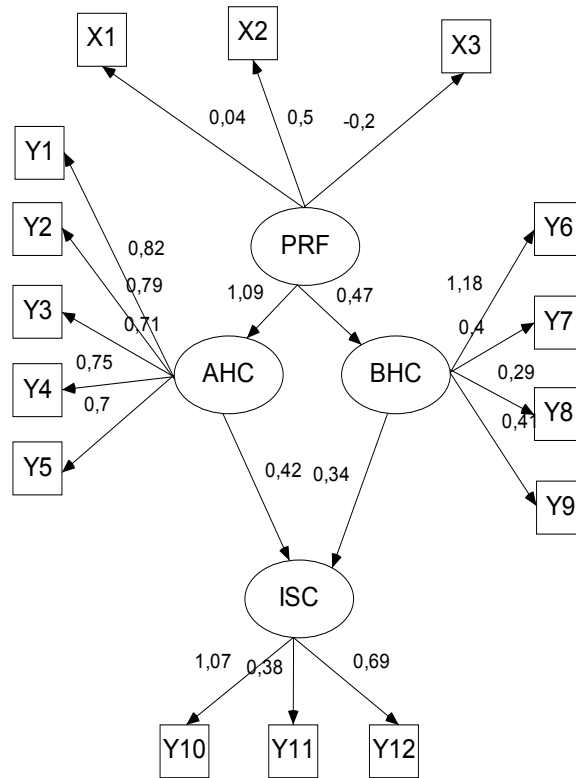 X1
X2
X3
0,04
0,5
-0,2
Y1
Y2
Y3
Y4
Y5
0,82
0,79
0,71
0,75
0,7
PRF
1,09
0,47
AHC
BHC
Y6
Y7
Y8
Y9
1,18
0,4
0,29
0,41
0,42
0,34
ISC
1,07
0,38
0,69
Y10
Y11
Y12